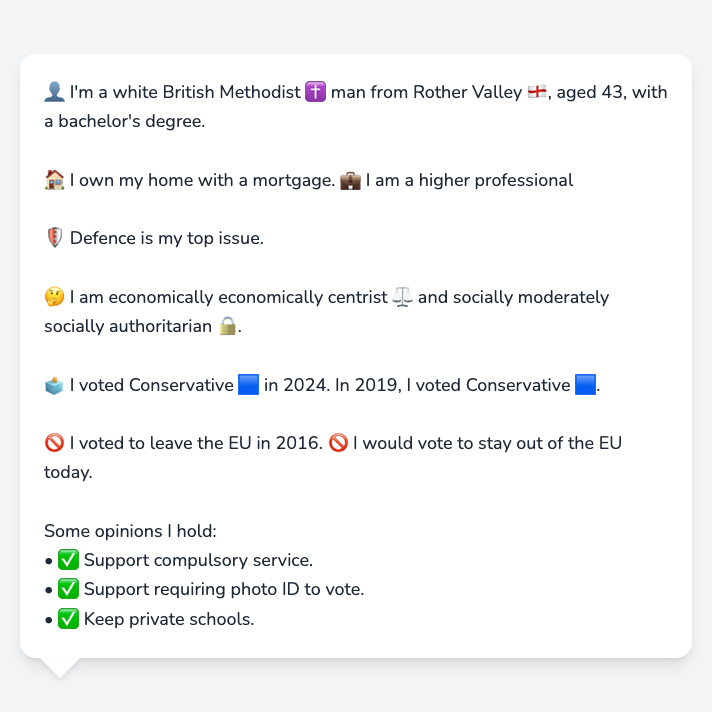 👤 I'm a white British Methodist ✝️ man from Rother Valley 🏴󠁧󠁢󠁥󠁮󠁧󠁿, aged 43, with
a bachelor's degree.
🏠 I own my home with a mortgage. 💼 I am a higher professional
🛡️ Defence is my top issue.
🤔 I am economically economically centrist ⚖️ and socially moderately
socially authoritarian 🔒.
🗳️ I voted Conservative 🟦 in 2024. In 2019, I voted Conservative 🟦.
🚫 I voted to leave the EU in 2016. 🚫 I would vote to stay out of the EU
today.
Some opinions I hold:
• ✅ Support compulsory service.
• ✅ Support requiring photo ID to vote.
• ✅ Keep private schools.